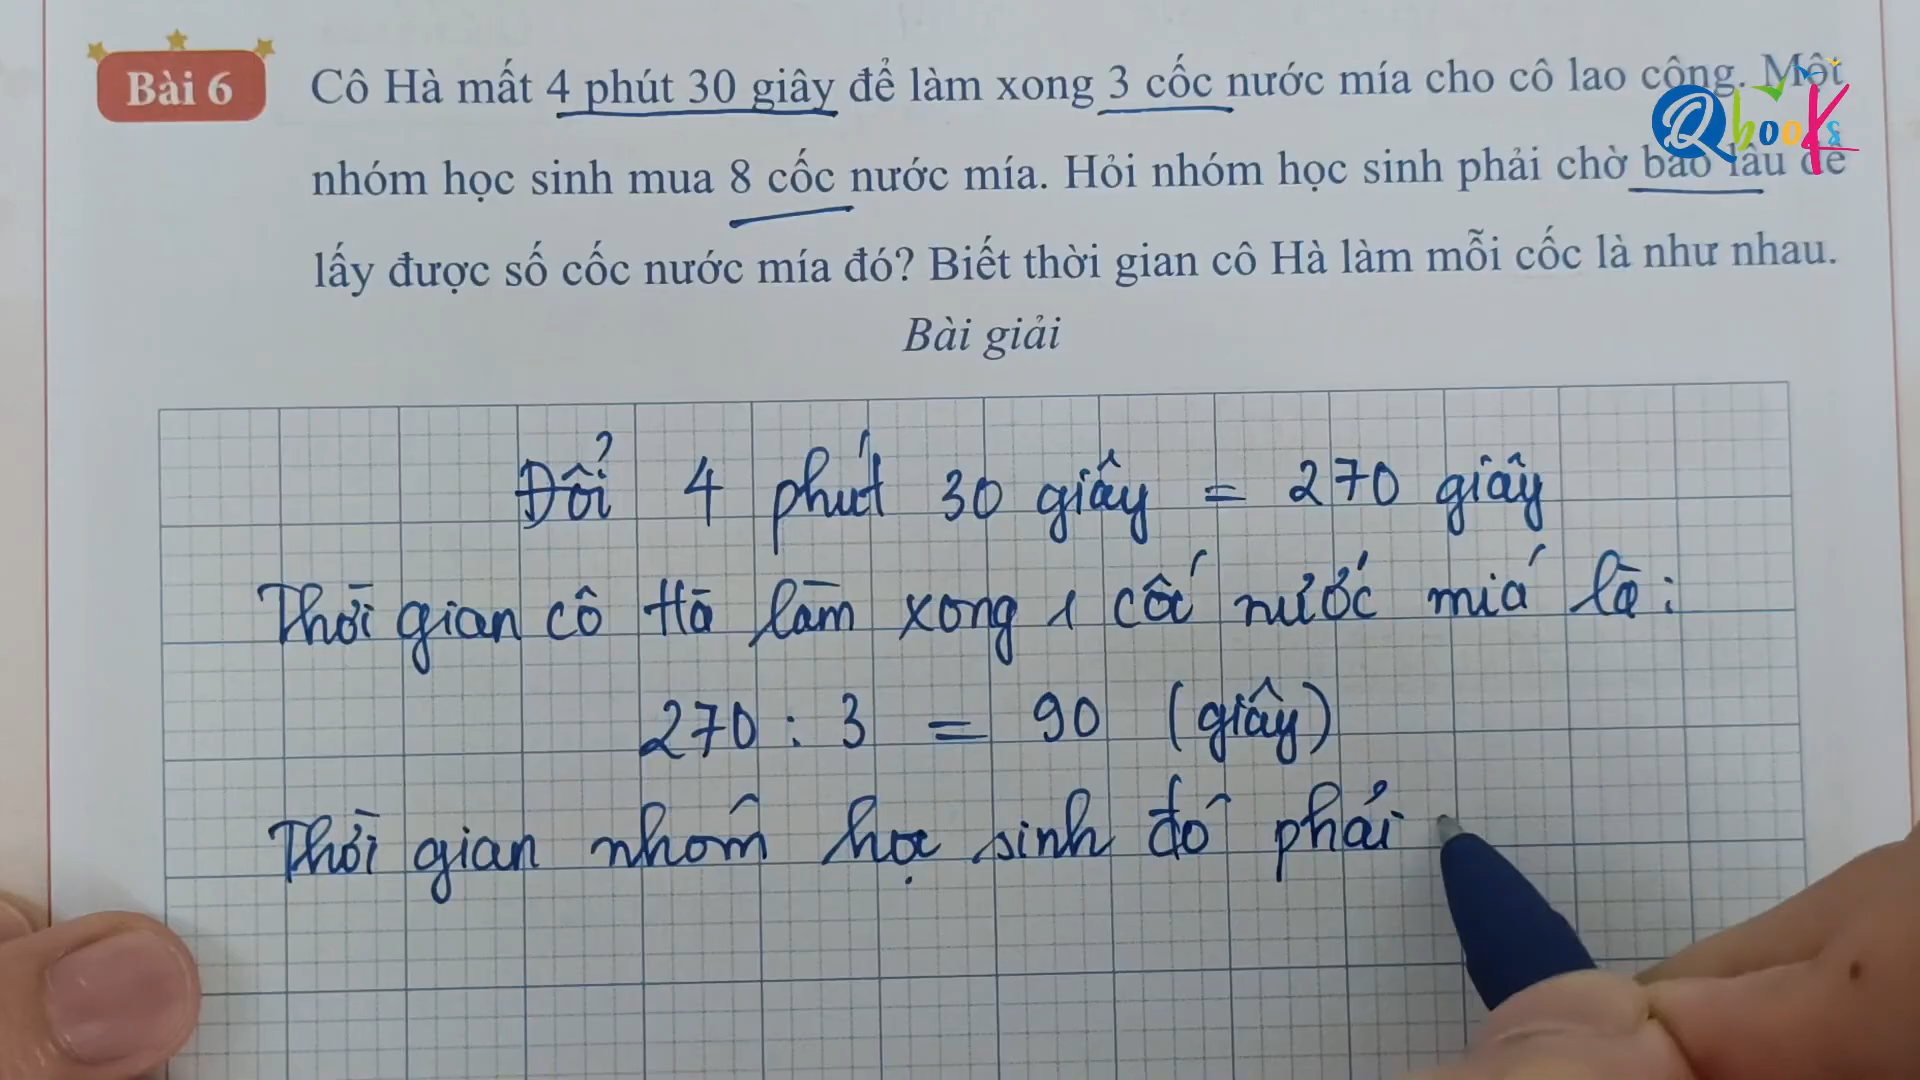 Bài 6
Cô Hà mất 4 phút 30 giây để làm xong 3 cốc nước mía cho cô lao công. Một
Qbooks
nhóm học sinh mua 8 cốc nước mía. Hỏi nhóm học sinh phải chờ bao lâu để
lấy được số cốc nước mía đó? Biết thời gian cô Hà làm mỗi cốc là như nhau.
Bài giải
Đổi 4 phút 30 giây = 270 giây
Thời gian cô Hà làm xong 1 cốc nước mía là:
270 : 3 = 90 (giây)
Thời gian nhóm học sinh đó phải